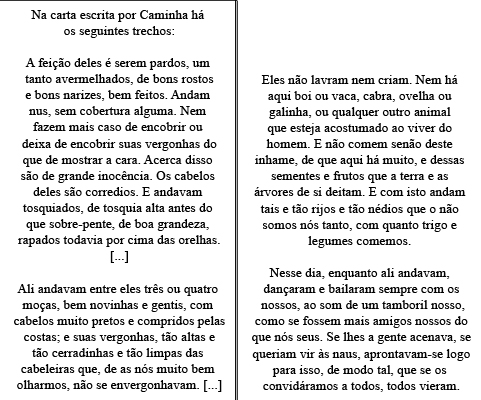 Na carta escrita por Caminha há
os seguintes trechos:
A feição deles é serem pardos, um
tanto avermelhados, de bons rostos
e bons narizes, bem feitos. Andam
nus, sem cobertura alguma. Nem
fazem mais caso de encobrir ou
deixa de encobrir suas vergonhas do
que de mostrar a cara. Acerca disso
são de grande inocência. Os cabelos
deles são corredios. E andavam
tosquiados, de tosquia alta antes do
que sobre-pente, de boa grandeza,
rapados todavia por cima das orelhas.
[...]
Ali andavam entre eles três ou quatro
moças, bem novinhas e gentis, com
cabelos muito pretos e compridos pelas
costas; e suas vergonhas, tão altas e
tão cerradinhas e tão limpas das
cabeleiras que, de as nós muito bem
olharmos, não se envergonhavam. [...]
Eles não lavram nem criam. Nem há
aqui boi ou vaca, cabra, ovelha ou
galinha, ou qualquer outro animal
que esteja acostumado ao viver do
homem. E não comem senão deste
inhame, de que aqui há muito, e dessas
sementes e frutos que a terra e as
árvores de si deitam. E com isto andam
tais e tão rijos e tão nédios que o não
somos nós tanto, com quanto trigo e
legumes comemos.
Nesse dia, enquanto ali andavam,
dançaram e bailaram sempre com os
nossos, ao som de um tamboril nosso,
como se fossem mais amigos nossos do
que nós seus. Se lhes a gente acenava, se
queriam vir às naus, aprontavam-se logo
para isso, de modo tal, que se os
convidáramos a todos, todos vieram.